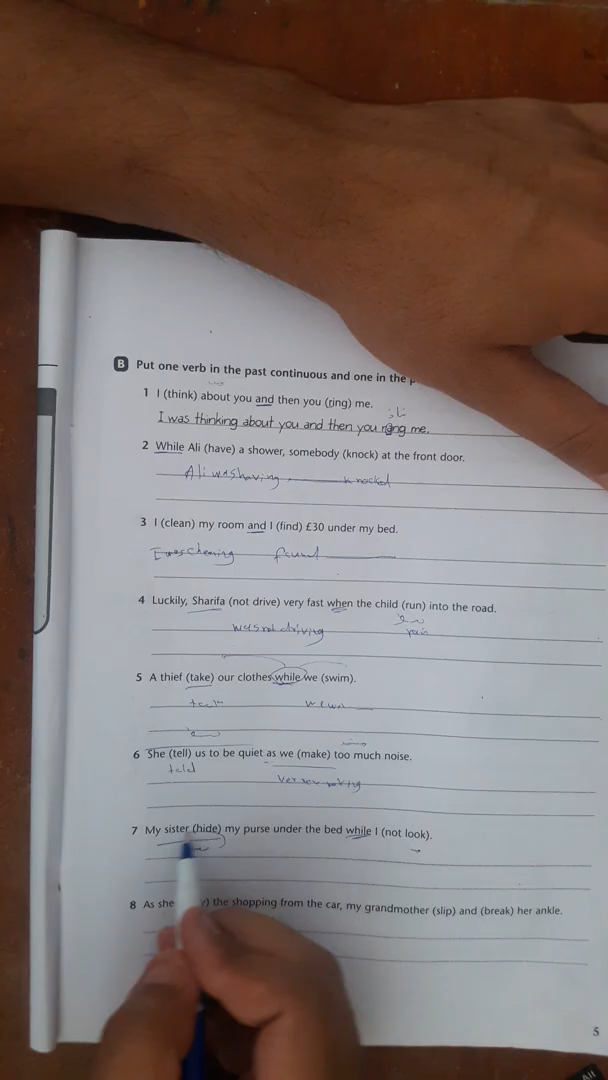 B Put one verb in the past continuous and one in the
1 I (think) about you and then you (ring) me.
I was thinking about you and then you rang me.
2 While Ali (have) a shower, somebody (knock) at the front door.
Ali was having knocked
3 I (clean) my room and I (find) £30 under my bed.
found
4 Luckily, Sharifa (not drive) very fast when the child (run) into the road.
was not driving
5 A thief (take) our clothes while we (swim).
6 She (tell) us to be quiet as we (make) too much noise.
told
7 My sister (hide) my purse under the bed while I (not look).
8 As she the shopping from the car, my grandmother (slip) and (break) her ankle.
5